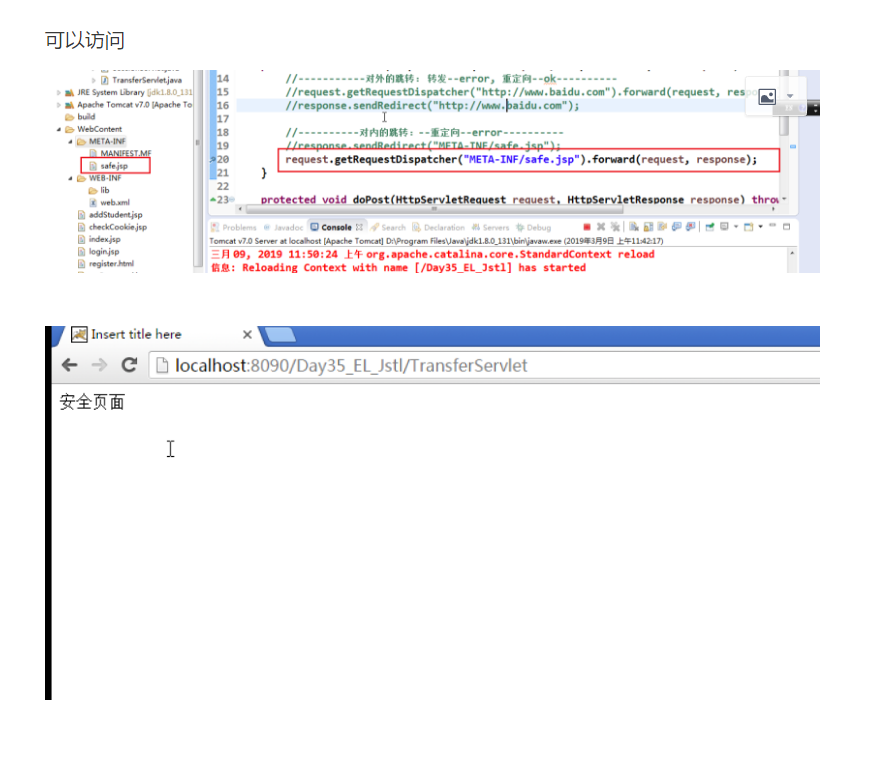 可以访问
TransferServlet.java
JRE System Library [jdk1.8.0_131
Apache Tomcat v7.0 [Apache To
build
WebContent
META-INF
MANIFEST.MF
safe.jsp
WEB-INF
lib
web.xml
addStudent.jsp
checkCookie.jsp
index.jsp
login.jsp
register.html
14 //-----------对外的跳转: 转发--error, 重定向--ok----------
15 //request.getRequestDispatcher("http://www.baidu.com").forward(request, resp
16 //response.sendRedirect("http://www.baidu.com");
17
18 //----------对内的跳转: --重定向--error----------
19 //response.sendRedirect("META-INF/safe.jsp");
20 request.getRequestDispatcher("META-INF/safe.jsp").forward(request, response);
21 }
22
23 protected void doPost(HttpServletRequest request, HttpServletResponse response) throw
Problems Javadoc Console Search Declaration Servers Debug
Tomcat v7.0 Server at localhost [Apache Tomcat] D:\Program Files\Java\jdk1.8.0_131\bin\javaw.exe (2019年3月9日 上午11:42:17)
三月 09, 2019 11:50:24 上午 org.apache.catalina.core.StandardContext reload
信息: Reloading Context with name [/Day35_EL_Jstl] has started
Insert title here
localhost:8090/Day35_EL_Jstl/TransferServlet
安全页面